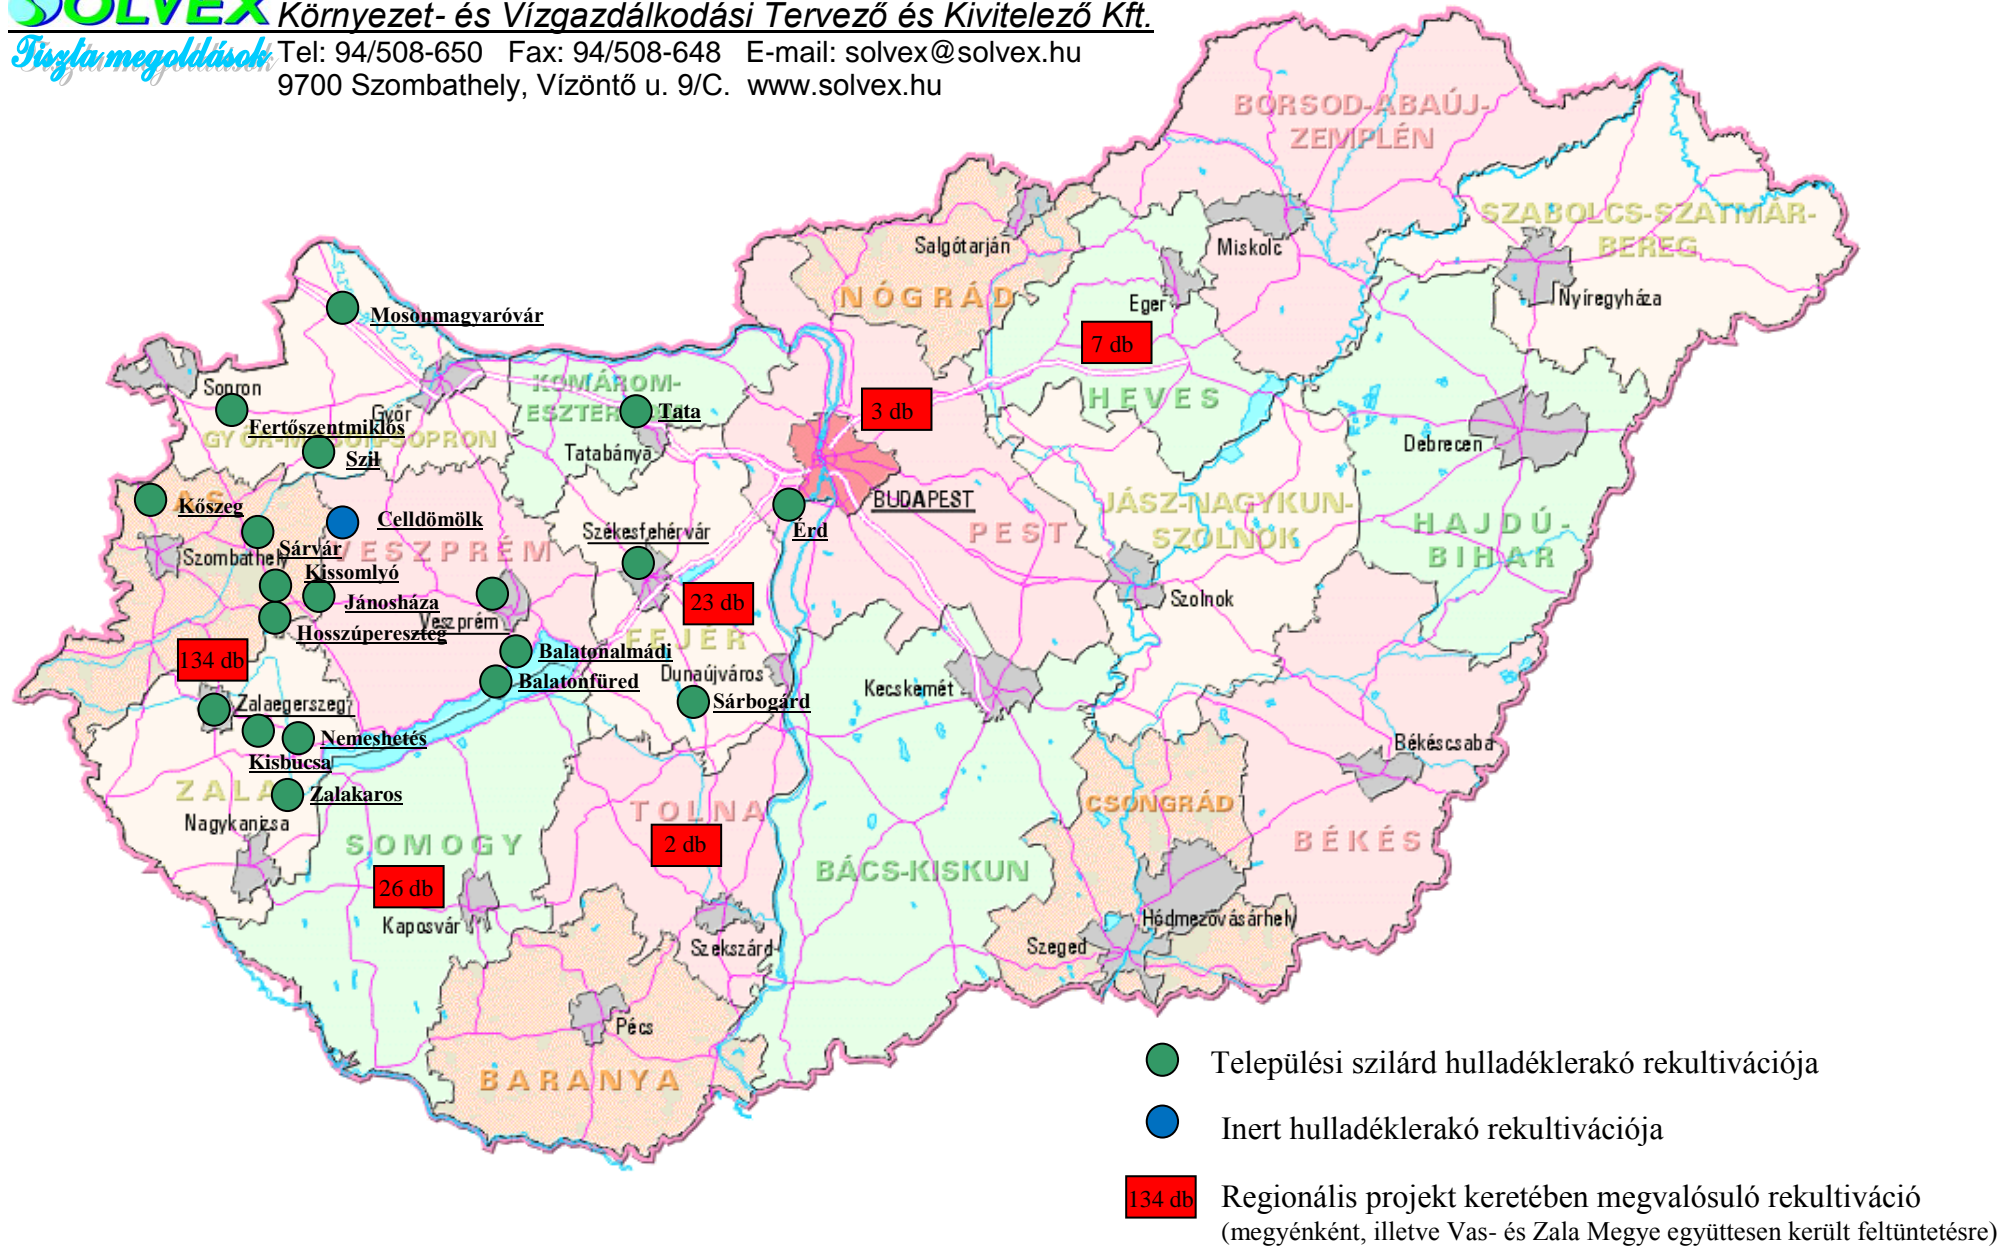 SOLVEX Környezet- és Vízgazdálkodási Tervező és Kivitelező Kft.
Tiszta megoldások Tel: 94/508-650 Fax: 94/508-648 E-mail: solvex@solvex.hu
9700 Szombathely, Vízöntő u. 9/C. www.solvex.hu
BORSOD-ABAÚJ-
ZEMPLÉN
SZABOLCS-SZATMÁR-
BEREG
Salgótarján
Miskolc
NÓGRÁD
Eger
Nyíregyháza
Mosonmagyaróvár
7 db
Sopron
KOMÁROM-
HEVES
Győr
Tata
3 db
Fertőszentmiklós
Debrecen
Szil
Tatabánya
BUDAPEST
JÁSZ-NAGYKUN-
SZOLNOK
Kőszeg
Celldömölk
Székesfehérvár
Érd
PEST
HAJDÚ-
BIHAR
Sárvár
VESZPRÉM
Szombathely
Kissomlyó
Jánosháza
23 db
Szolnok
Hosszúpereszteg
Veszprém
FEJÉR
134 db
Balatonalmádi
Dunaújváros
Balatonfüred
Kecskemét
Zalaegerszeg
Sárbogárd
Nemeshetés
Békéscsaba
Kisbucsa
ZALA
Zalakaros
TOLNA
CSONGRÁD
Nagykanizsa
SOMOGY
2 db
BÁCS-KISKUN
BÉKÉS
26 db
Kaposvár
Hódmezővásárhely
Szekszárd
Szeged
Pécs
BARANYA
Települési szilárd hulladéklerakó rekultivációja
Inert hulladéklerakó rekultivációja
134 db Regionális projekt keretében megvalósuló rekultiváció
(megyénként, illetve Vas- és Zala Megye együttesen került feltüntetésre)